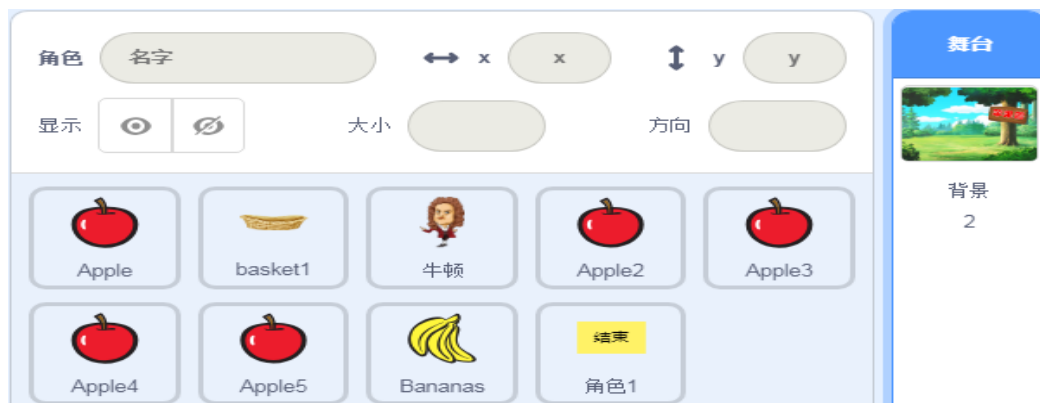 角色 名字 x x y y
显示 大小 方向
舞台
背景
2
Apple basket1 牛顿 Apple2 Apple3
Apple4 Apple5 Bananas 角色1
结束